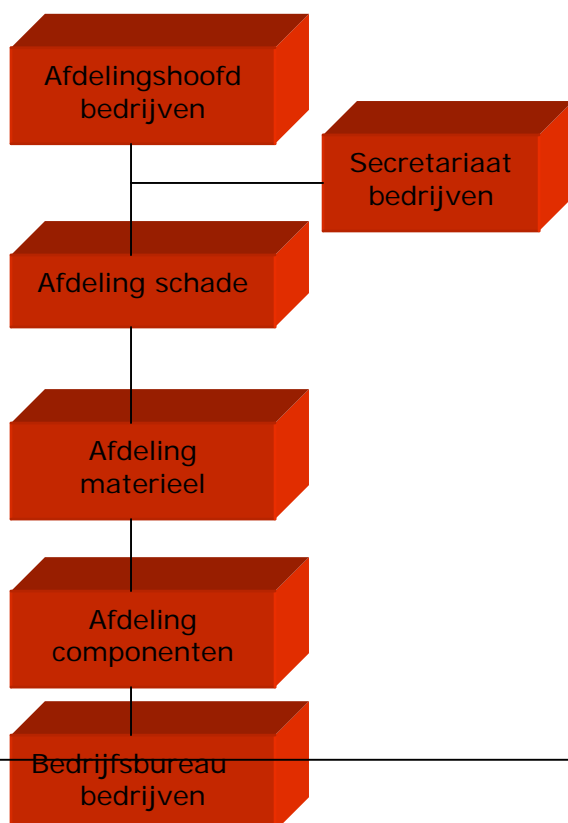 Afdelingshoofd
bedrijven
Secretariaat
bedrijven
Afdeling schade
Afdeling
materieel
Afdeling
componenten
Bedrijfsbureau
bedrijven